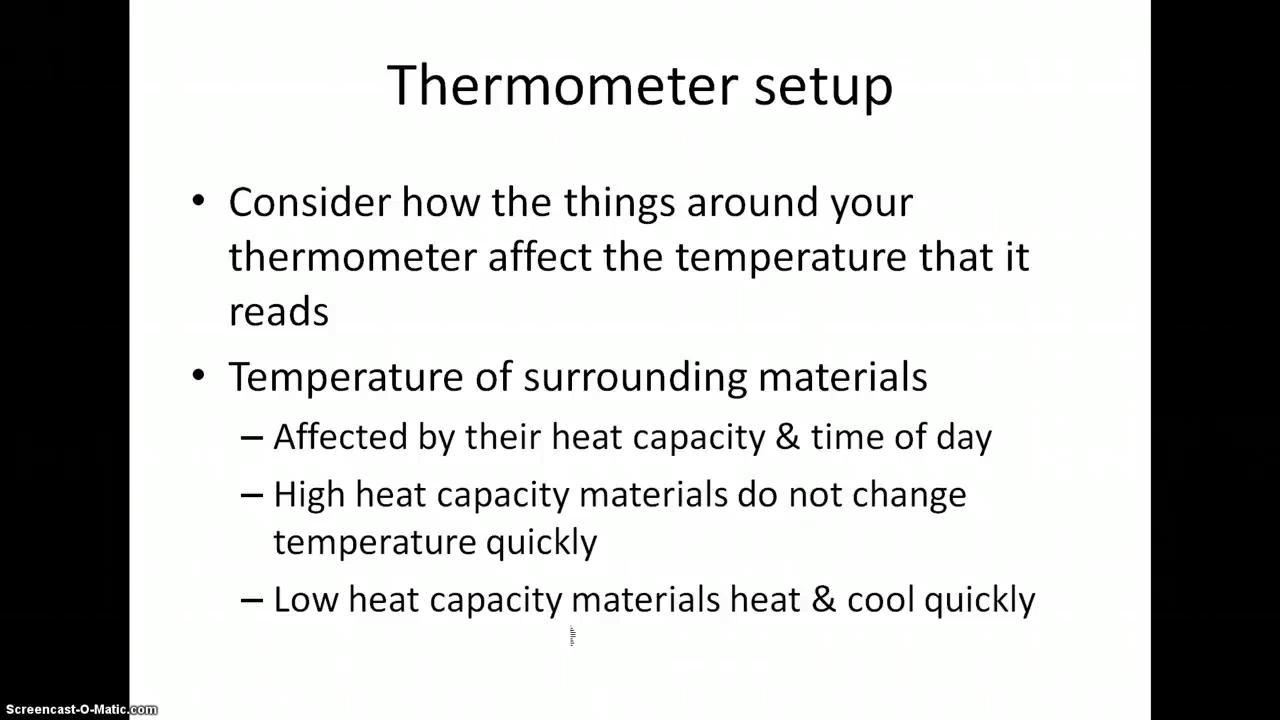 Thermometer setup
• Consider how the things around your
thermometer affect the temperature that it
reads
• Temperature of surrounding materials
– Affected by their heat capacity & time of day
– High heat capacity materials do not change
temperature quickly
– Low heat capacity materials heat & cool quickly
Screencast-O-Matic.com